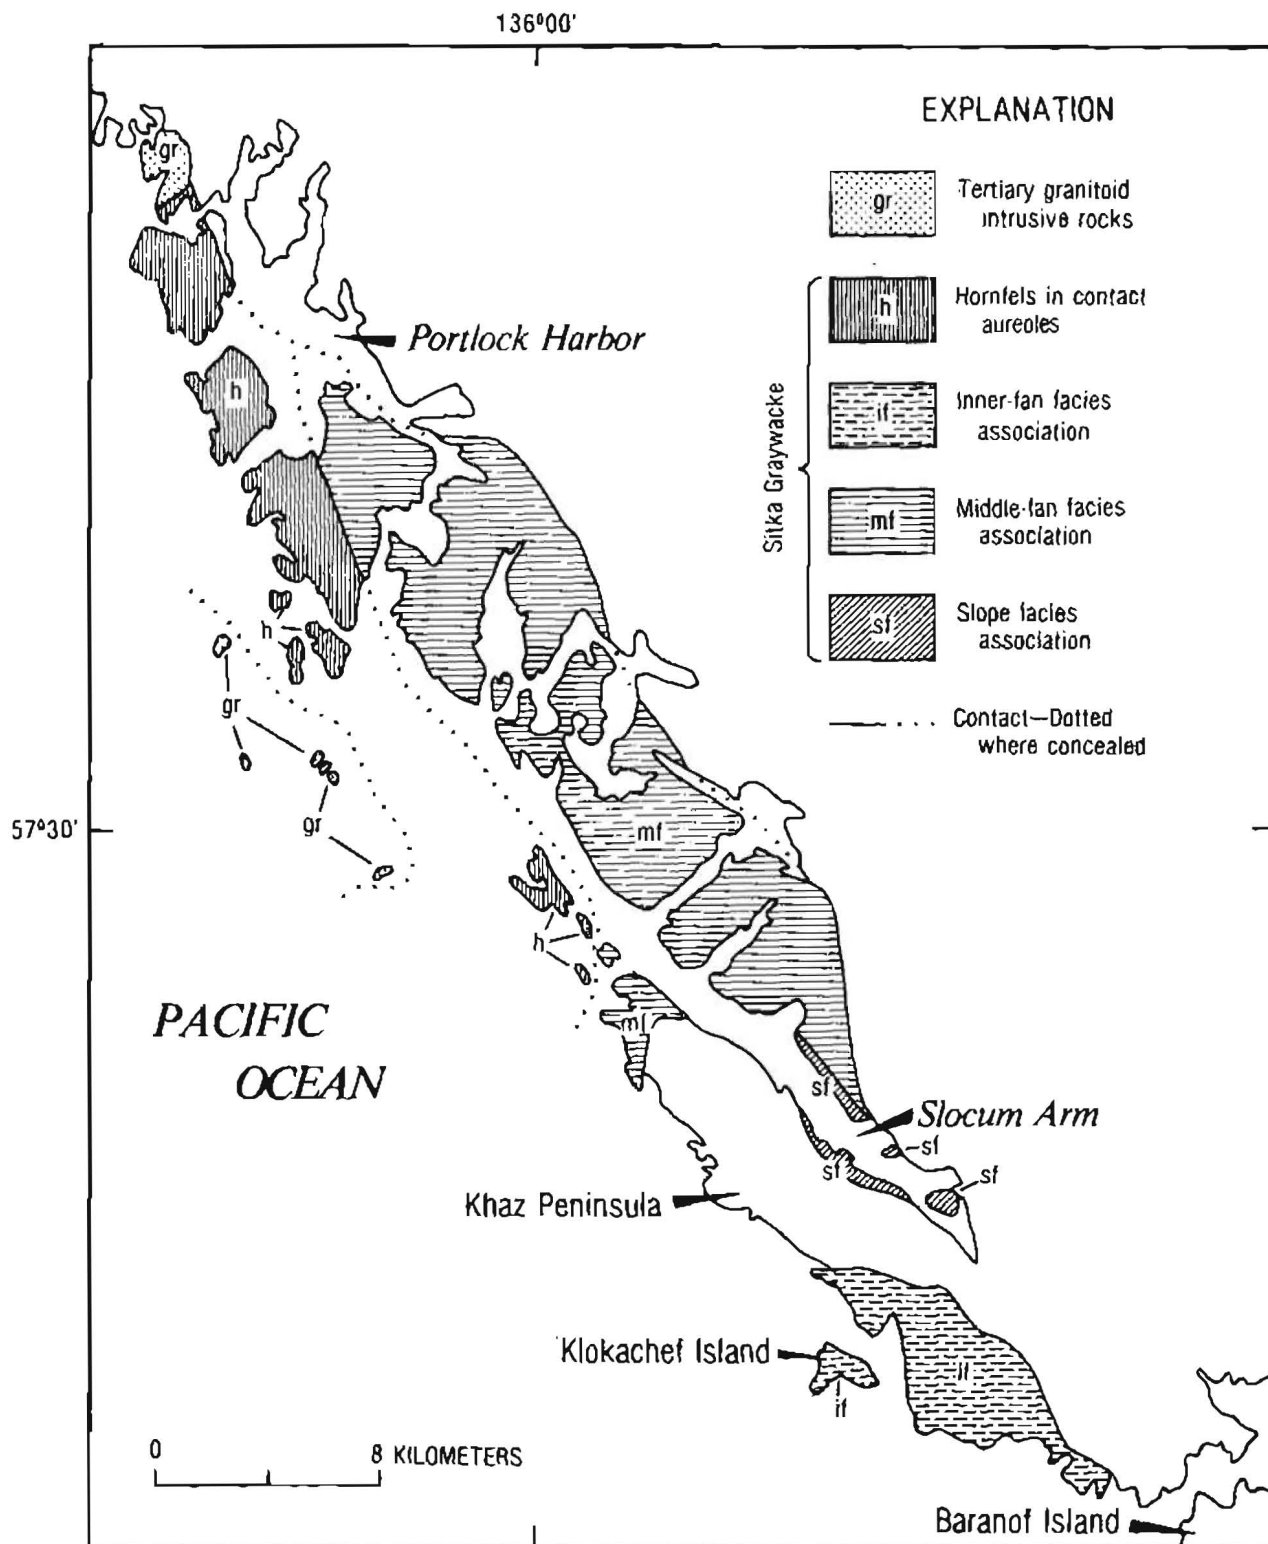 136°00'
EXPLANATION
gr
gr
Tertiary granitoid
intrusive rocks
h
Hornfels in contact
aureoles
Portlock Harbor
h
if
Inner-fan facies
association
Sitka Graywacke
mf
Middle-fan facies
association
h
sf
Slope facies
association
gr
Contact—Dotted
where concealed
57°30'
gr
mf
h
PACIFIC
OCEAN
mf
sf
Slocum Arm
sf
sf
sf
Khaz Peninsula
Klokachef Island
if
if
0
8 KILOMETERS
Baranof Island